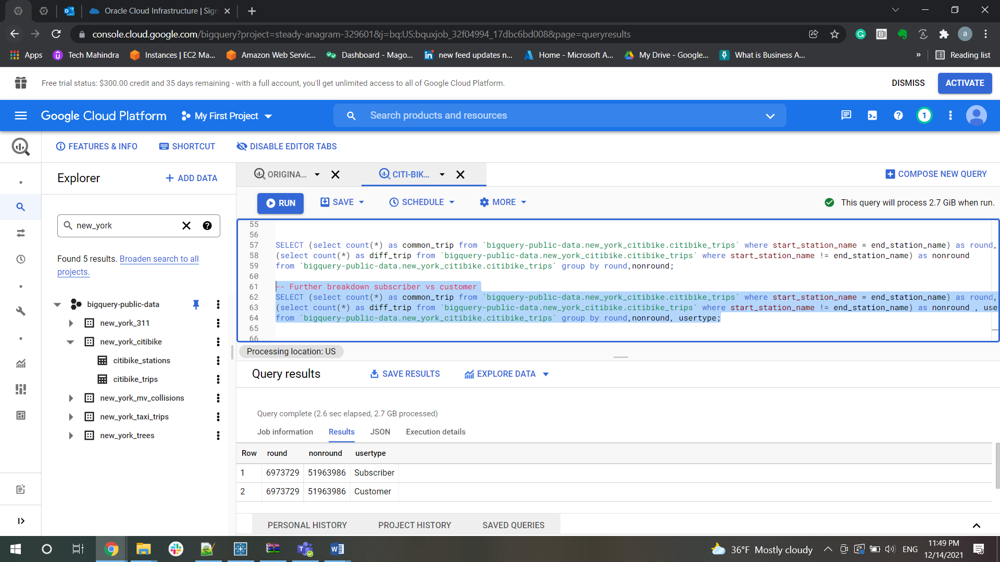 Oracle Cloud Infrastructure | Sign
console.cloud.google.com/bigquery?project=steady-anagram-329601&j=bq:US:bquxjob_32f04994_17dbc6bd008&page=queryresults
a
Apps
Tech Mahindra
Instances | EC2 Ma...
Amazon Web Servic...
Dashboard - Mago...
new feed updates n...
Home - Microsoft A...
My Drive - Google...
What is Business A...
»
Reading list
Free trial status: $300.00 credit and 35 days remaining - with a full account, you'll get unlimited access to all of Google Cloud Platform.
DISMISS
ACTIVATE
Google Cloud Platform
My First Project
Search products and resources
1
FEATURES & INFO
SHORTCUT
DISABLE EDITOR TABS
Explorer
+ ADD DATA
ORIGINA...
CITI-BIK...
COMPOSE NEW QUERY
RUN
SAVE
SCHEDULE
MORE
This query will process 2.7 GiB when run.
new_york
Found 5 results. Broaden search to all
projects.
bigquery-public-data
new_york_311
new_york_citibike
citibike_stations
citibike_trips
new_york_mv_collisions
new_york_taxi_trips
new_york_trees
55
56
57 SELECT (select count(*) as common_trip from `bigquery-public-data.new_york_citibike.citibike_trips` where start_station_name = end_station_name) as round,
58 (select count(*) as diff_trip from `bigquery-public-data.new_york_citibike.citibike_trips` where start_station_name != end_station_name) as nonround
59 from `bigquery-public-data.new_york_citibike.citibike_trips` group by round,nonround;
60
61 -- Further breakdown subscriber vs customer
62 SELECT (select count(*) as common_trip from `bigquery-public-data.new_york_citibike.citibike_trips` where start_station_name = end_station_name) as round,
63 (select count(*) as diff_trip from `bigquery-public-data.new_york_citibike.citibike_trips` where start_station_name != end_station_name) as nonround , use
64 from `bigquery-public-data.new_york_citibike.citibike_trips` group by round,nonround, usertype;
65
66
Processing location: US
Query results
SAVE RESULTS
EXPLORE DATA
Query complete (2.6 sec elapsed, 2.7 GB processed)
Job information
Results
JSON
Execution details
Row round nonround usertype
1 6973729 51963986 Subscriber
2 6973729 51963986 Customer
PERSONAL HISTORY
PROJECT HISTORY
SAVED QUERIES
36°F Mostly cloudy
ENG
11:49 PM
12/14/2021